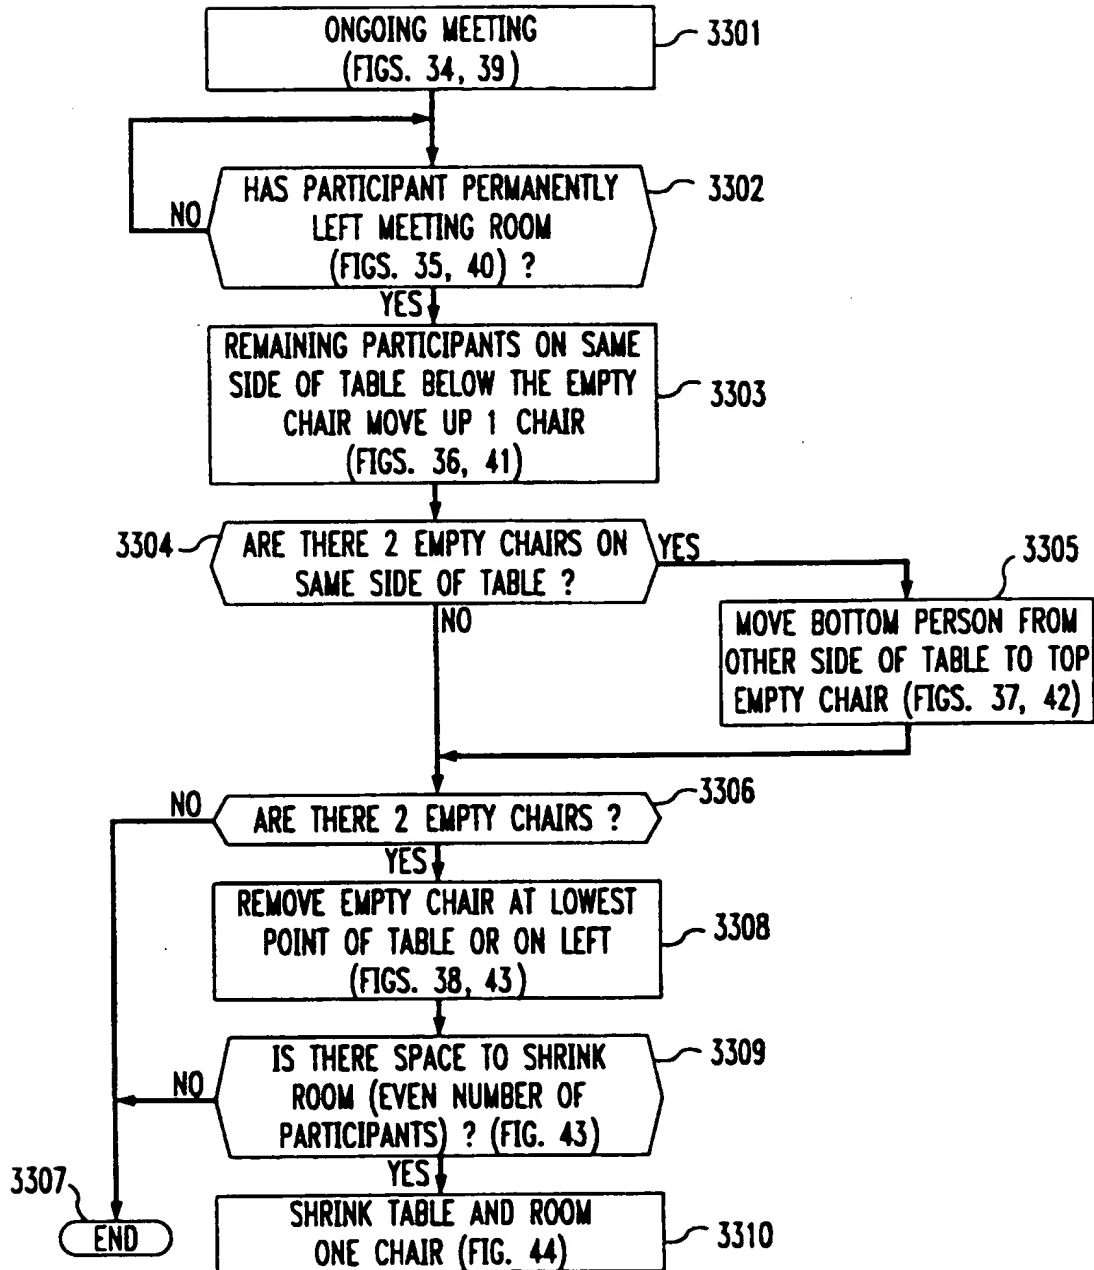 ONGOING MEETING
(FIGS. 34, 39)
3301
HAS PARTICIPANT PERMANENTLY
LEFT MEETING ROOM
(FIGS. 35, 40) ?
3302
NO
YES
REMAINING PARTICIPANTS ON SAME
SIDE OF TABLE BELOW THE EMPTY
CHAIR MOVE UP 1 CHAIR
(FIGS. 36, 41)
3303
3304
ARE THERE 2 EMPTY CHAIRS ON
SAME SIDE OF TABLE ?
YES
NO
3305
MOVE BOTTOM PERSON FROM
OTHER SIDE OF TABLE TO TOP
EMPTY CHAIR (FIGS. 37, 42)
NO
ARE THERE 2 EMPTY CHAIRS ?
3306
YES
REMOVE EMPTY CHAIR AT LOWEST
POINT OF TABLE OR ON LEFT
(FIGS. 38, 43)
3308
IS THERE SPACE TO SHRINK
ROOM (EVEN NUMBER OF
PARTICIPANTS) ? (FIG. 43)
3309
NO
YES
3307
END
SHRINK TABLE AND ROOM
ONE CHAIR (FIG. 44)
3310